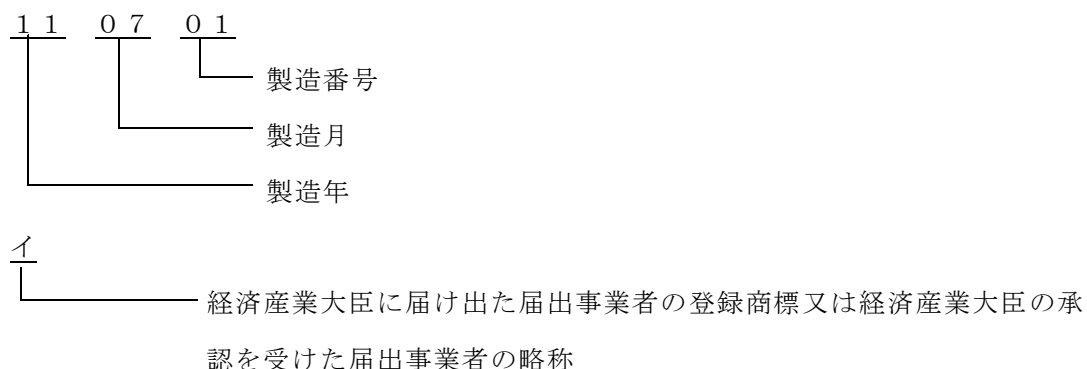 １１ ０７ ０１
製造番号
製造月
製造年
イ
経済産業大臣に届け出た届出事業者の登録商標又は経済産業大臣の承
認を受けた届出事業者の略称